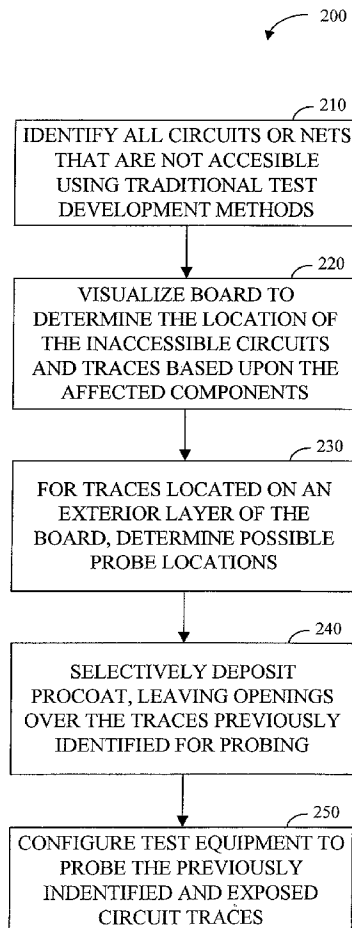 200
210
IDENTIFY ALL CIRCUITS OR NETS
THAT ARE NOT ACCESIBLE
USING TRADITIONAL TEST
DEVELOPMENT METHODS
220
VISUALIZE BOARD TO
DETERMINE THE LOCATION OF
THE INACCESSIBLE CIRCUITS
AND TRACES BASED UPON THE
AFFECTED COMPONENTS
230
FOR TRACES LOCATED ON AN
EXTERIOR LAYER OF THE
BOARD, DETERMINE POSSIBLE
PROBE LOCATIONS
240
SELECTIVELY DEPOSIT
PROCOAT, LEAVING OPENINGS
OVER THE TRACES PREVIOUSLY
IDENTIFIED FOR PROBING
250
CONFIGURE TEST EQUIPMENT TO
PROBE THE PREVIOUSLY
INDENTIFIED AND EXPOSED
CIRCUIT TRACES